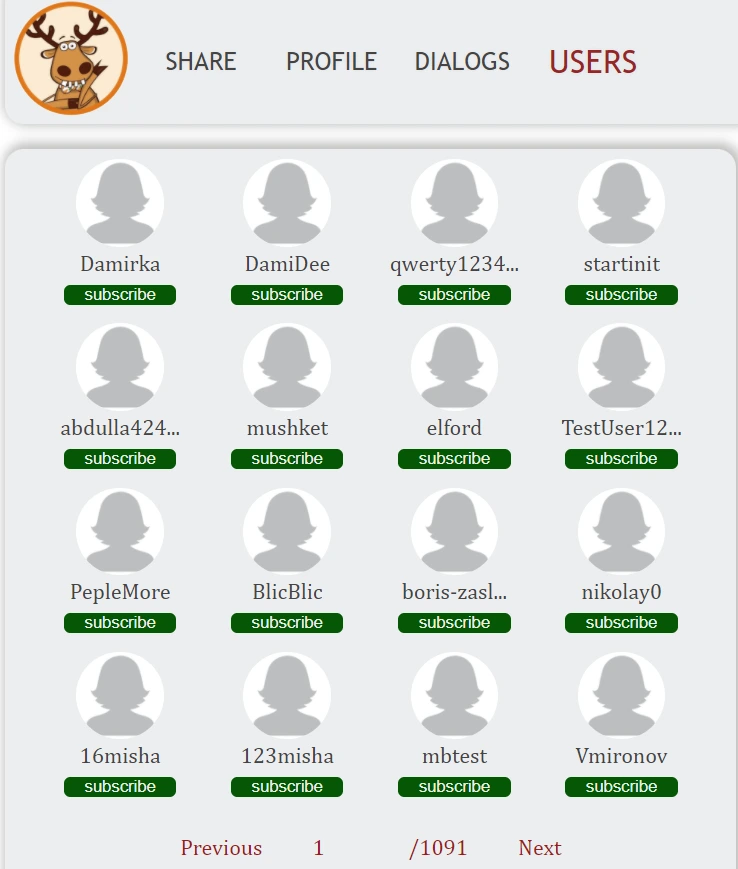 SHARE PROFILE DIALOGS USERS
Damirka DamiDee qwerty1234... startinit
subscribe subscribe subscribe subscribe
abdulla424... mushket elford TestUser12...
subscribe subscribe subscribe subscribe
PepleMore BlicBlic boris-zasl... nikolay0
subscribe subscribe subscribe subscribe
16misha 123misha mbtest Vmironov
subscribe subscribe subscribe subscribe
Previous 1 /1091 Next